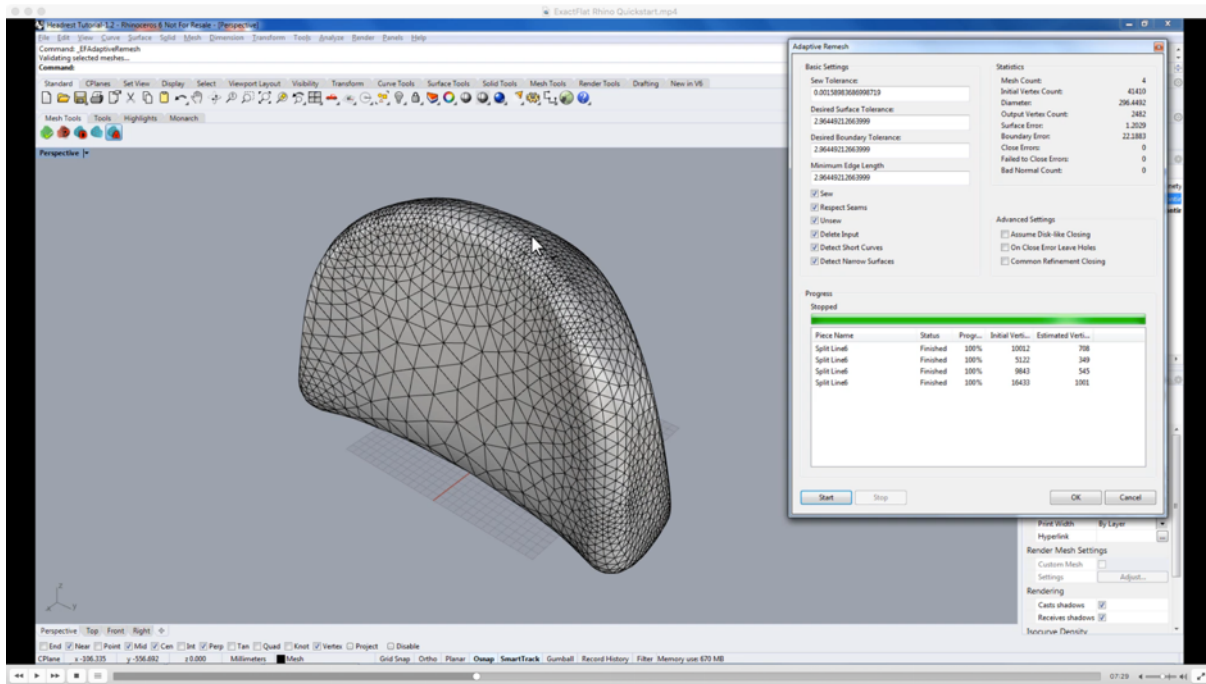 ExactFlat Rhino Quickstart.mp4
Headrest Tutorial-1.2 - Rhinoceros 6 Not For Resale - [Perspective]
File Edit View Curve Surface Solid Mesh Dimension Transform Tools Analyze Render Panels Help
Command: _EFAdaptiveRemesh
Validating selected meshes...
Command:
Standard CPlanes Set View Display Select Viewport Layout Visibility Transform Curve Tools Surface Tools Solid Tools Mesh Tools Render Tools Drafting New in V6
Mesh Tools Tools Highlights Monarch
Perspective
Adaptive Remesh
Basic Settings
Sew Tolerance:
0.00158983686998719
Desired Surface Tolerance:
2.96449212663999
Desired Boundary Tolerance:
2.96449212663999
Minimum Edge Length
2.96449212663999
Sew
Respect Seams
Unsew
Delete Input
Detect Short Curves
Detect Narrow Surfaces
Statistics
Mesh Count: 4
Initial Vertex Count: 41410
Diameter: 296.4492
Output Vertex Count: 2482
Surface Error: 1.2029
Boundary Error: 22.1883
Close Errors: 0
Failed to Close Errors: 0
Bad Normal Count: 0
Advanced Settings
Assume Disk-like Closing
On Close Error Leave Holes
Common Refinement Closing
Progress
Stopped
Piece Name Status Progr... Initial Verti... Estimated Verti...
Split Line6 Finished 100% 10012 708
Split Line6 Finished 100% 5122 349
Split Line6 Finished 100% 9843 545
Split Line6 Finished 100% 16433 1001
Start Stop OK Cancel
Print Width By Layer
Hyperlink ...
Render Mesh Settings
Custom Mesh
Settings Adjust...
Rendering
Casts shadows
Receives shadows
Isocurve Density
z
x y
Perspective Top Front Right
End Near Point Mid Cen Int Perp Tan Quad Knot Vertex Project Disable
CPlane x -106.335 y -556.692 z 0.000 Millimeters Mesh Grid Snap Ortho Planar Osnap SmartTrack Gumball Record History Filter Memory use: 670 MB
07:29